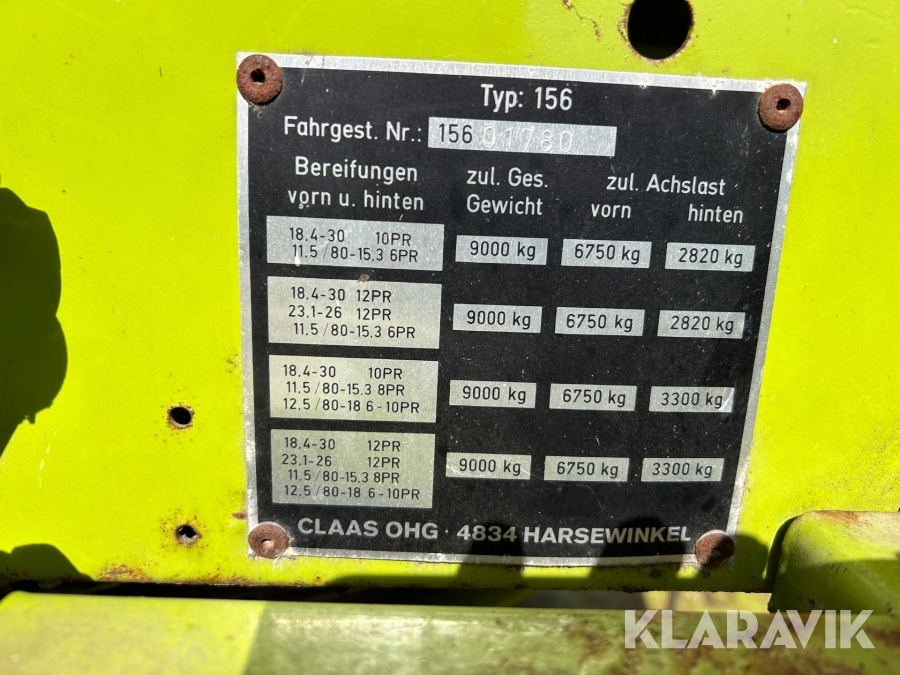 Typ: 156
Fahrgest. Nr.: 156 01780
Bereifungen vorn u. hinten
zul. Ges. Gewicht
zul. Achslast
vorn hinten
18.4-30 10PR
11.5/80-15.3 6PR
9000 kg 6750 kg 2820 kg
18.4-30 12PR
23.1-26 12PR
11.5/80-15.3 6PR
9000 kg 6750 kg 2820 kg
18.4-30 10PR
11.5/80-15.3 8PR
12.5/80-18 6-10PR
9000 kg 6750 kg 3300 kg
18.4-30 12PR
23.1-26 12PR
11.5/80-15.3 8PR
12.5/80-18 6-10PR
9000 kg 6750 kg 3300 kg
CLAAS OHG · 4834 HARSEWINKEL
KLARAVIK